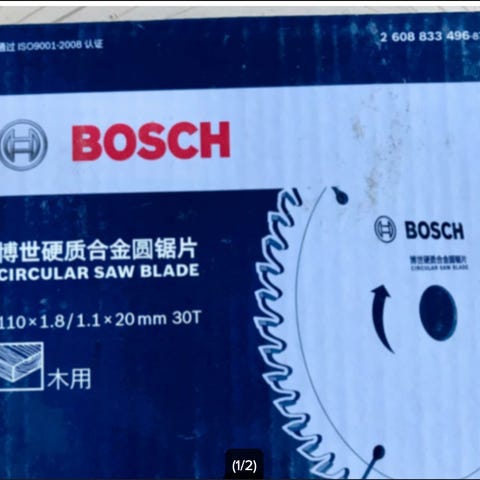 通过 ISO9001-2008 认证
2 608 833 496
BOSCH
BOSCH
博世硬质合金圆锯片
CIRCULAR SAW BLADE
博世硬质合金圆锯片
CIRCULAR SAW BLADE
110×1.8/1.1×20mm 30T
木用
(1/2)